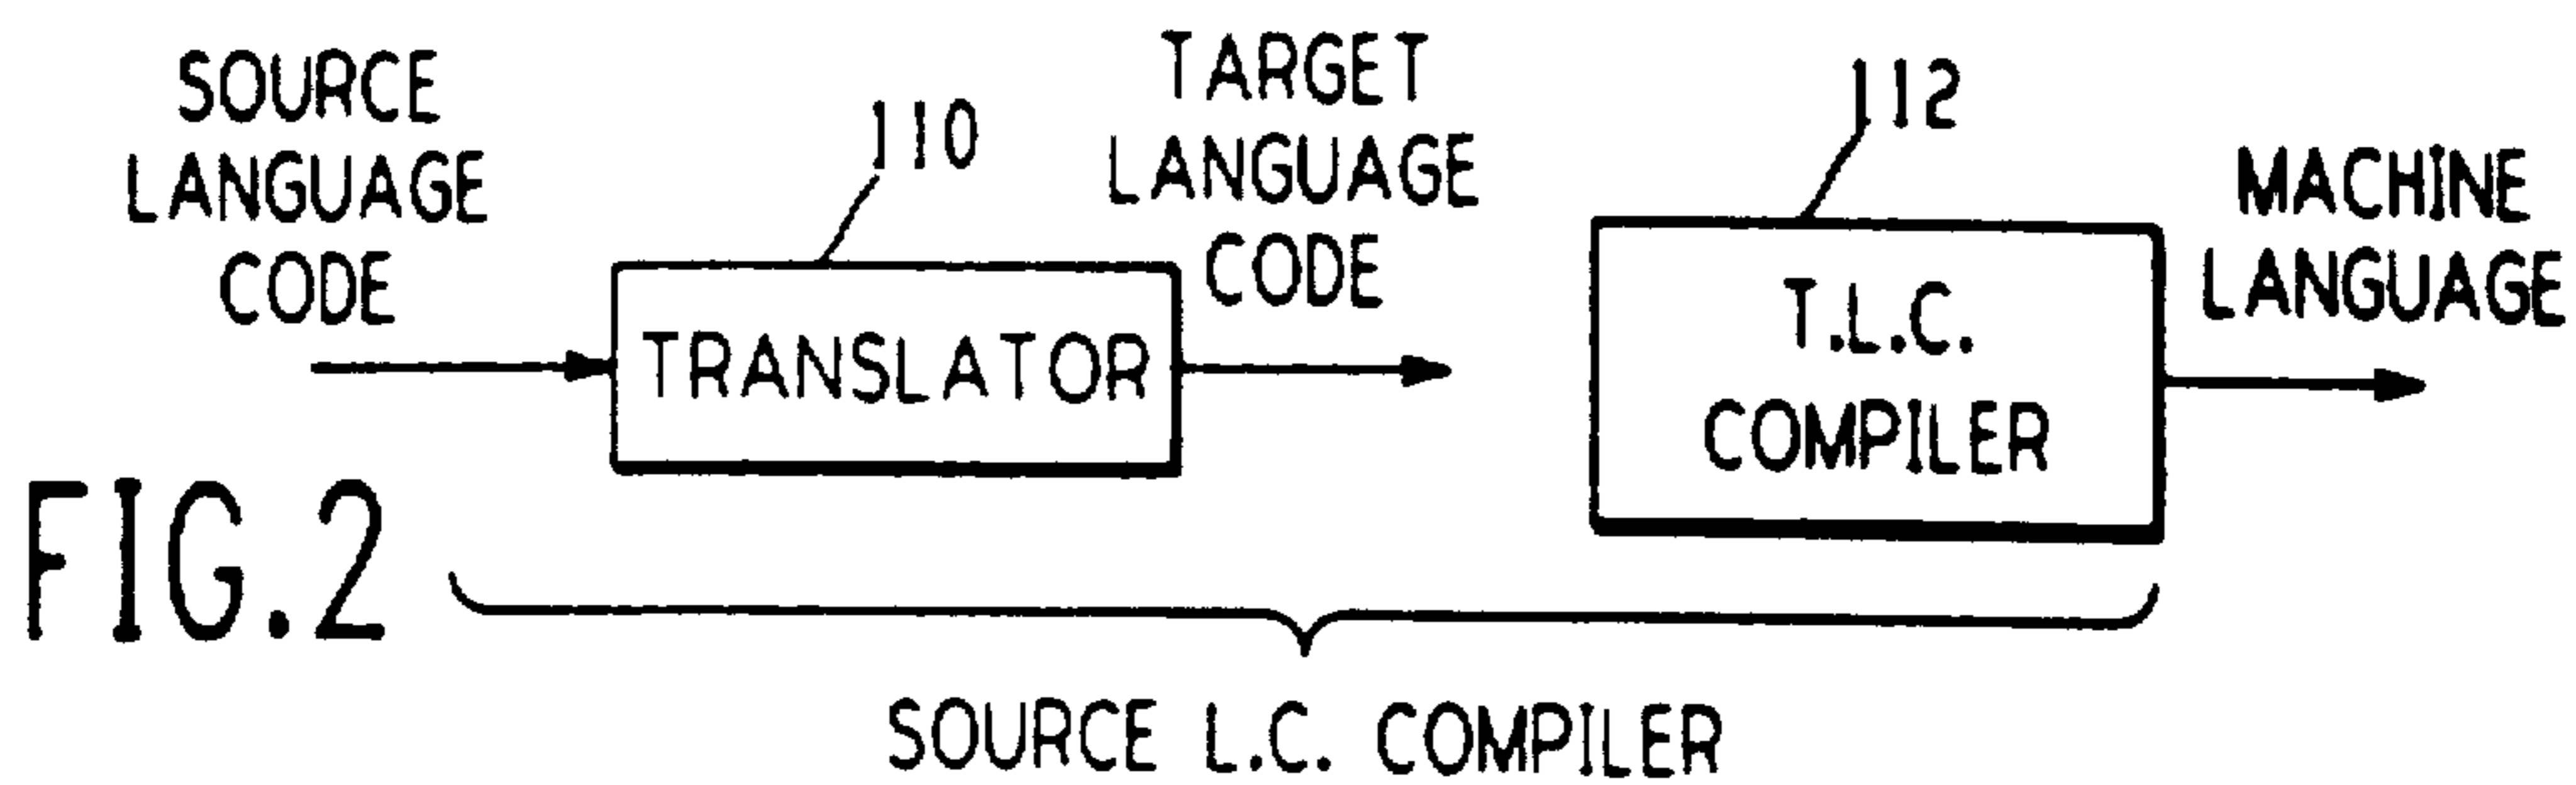 SOURCE
LANGUAGE
CODE
110
TRANSLATOR
TARGET
LANGUAGE
CODE
112
T.L.C.
COMPILER
MACHINE
LANGUAGE
FIG.2
SOURCE L.C. COMPILER